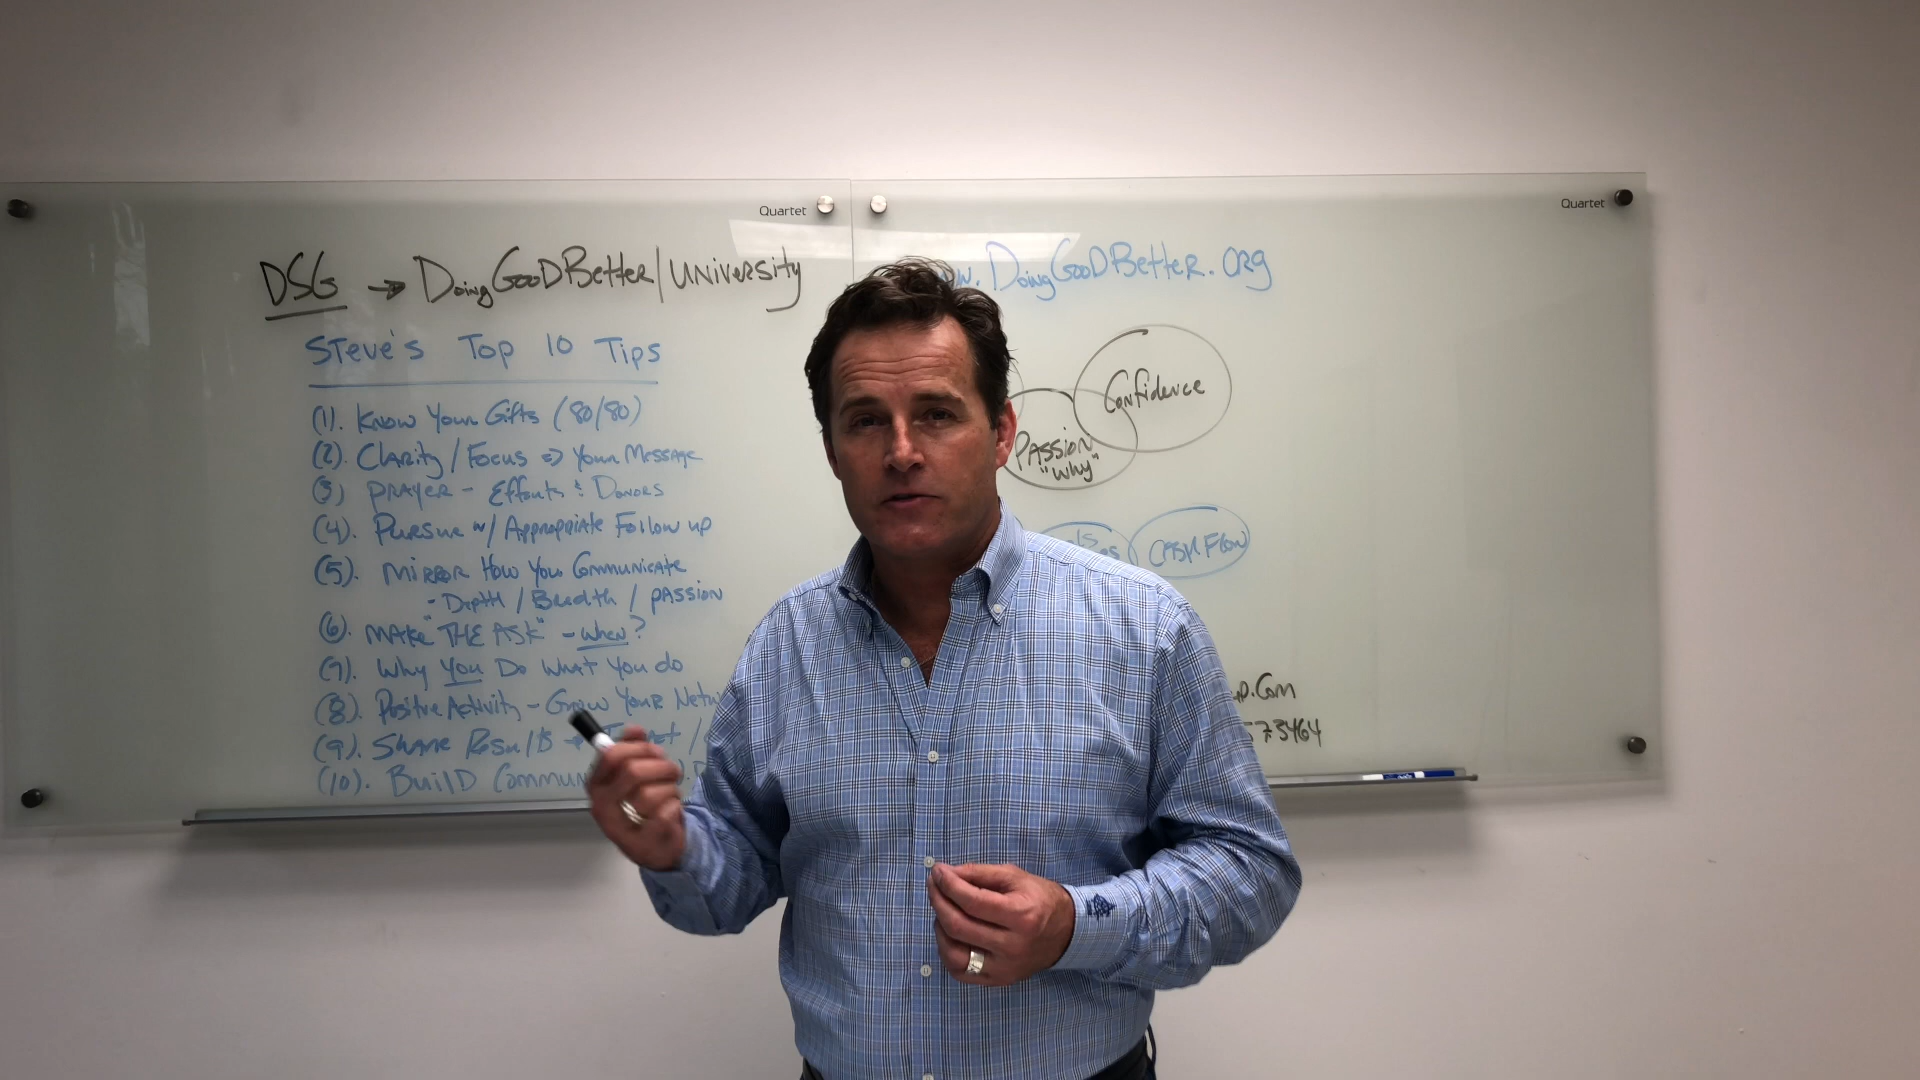 Quartet
Quartet
DSG → DoingGooDBetter/University
Steve's Top 10 Tips
(1). Know Your Gifts (80/80)
(2). Clarity / Focus => Your Message
(3) Prayer - Efforts & Donors
(4). Pursue w/ Appropriate Follow up
(5). Mirror How You Communicate
- Depth / Breadth / Passion
(6). Make "THE ASK" - When?
(7). Why You Do What You do
(8). Positive Activity - Grow Your
(9). Share Results →
(10). Build
.DoingGooDBetter.org
Confidence
Passion
"Why"
Cash Flow
.Com
73464